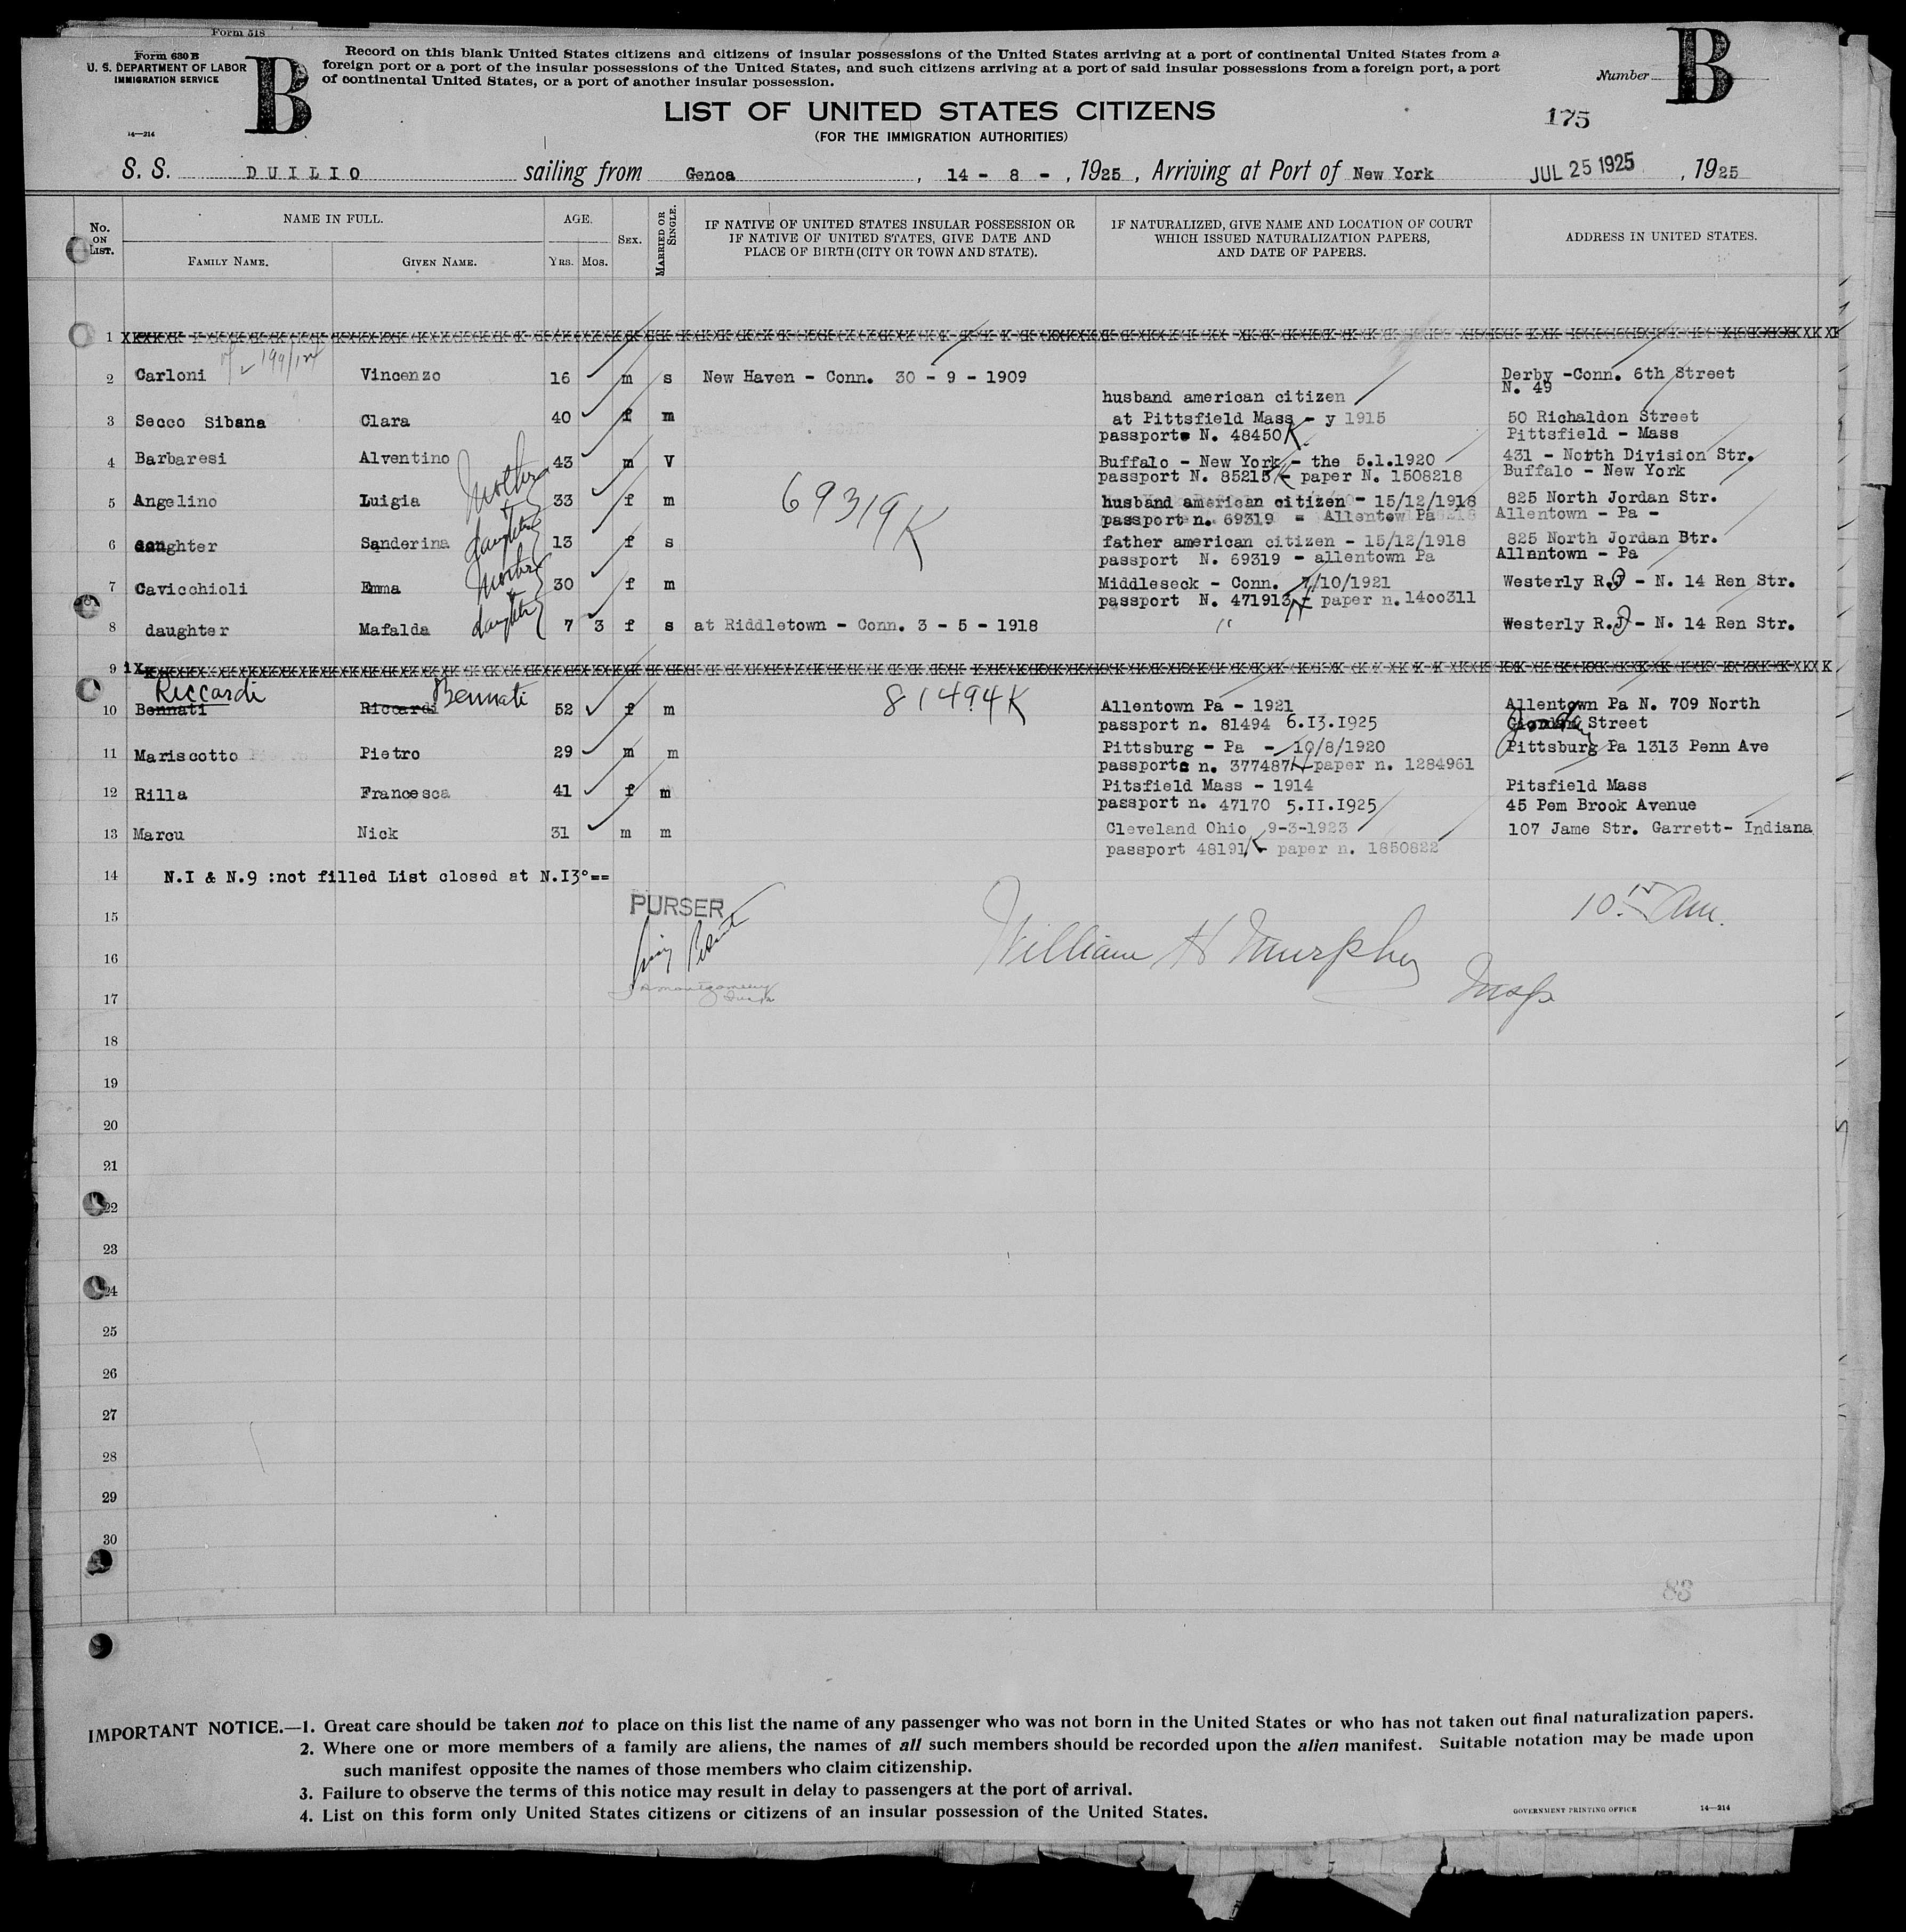 Form 518
Form 630 B
U. S. DEPARTMENT OF LABOR
IMMIGRATION SERVICE
14—214
B
Record on this blank United States citizens and citizens of insular possessions of the United States arriving at a port of continental United States from a
foreign port or a port of the insular possessions of the United States, and such citizens arriving at a port of said insular possessions from a foreign port, a port
of continental United States, or a port of another insular possession.
Number
B
175
LIST OF UNITED STATES CITIZENS
(FOR THE IMMIGRATION AUTHORITIES)
S. S. DUILIO sailing from Genoa, 14 - 8 -, 1925, Arriving at Port of New York JUL 25 1925, 1925
No. ON LIST. NAME IN FULL. AGE. SEX. MARRIED OR SINGLE. IF NATIVE OF UNITED STATES INSULAR POSSESSION OR IF NATIVE OF UNITED STATES, GIVE DATE AND PLACE OF BIRTH (CITY OR TOWN AND STATE). IF NATURALIZED, GIVE NAME AND LOCATION OF COURT WHICH ISSUED NATURALIZATION PAPERS, AND DATE OF PAPERS. ADDRESS IN UNITED STATES.
FAMILY NAME. GIVEN NAME. YRS. MOS.
1
2 Carloni Vincenzo 16 m s New Haven - Conn. 30 - 9 - 1909 Derby -Conn. 6th Street
N. 49
husband american citizen
3 Secco Sibana Clara 40 f m at Pittsfield Mass - y 1915 50 Richaldon Street
passport N. 48450 K Pittsfield - Mass
4 Barbaresi Alventino 43 m V Buffalo - New York - the 5.1.1920 431 - North Division Str.
passport N. 85215 K - paper N. 1508218 Buffalo - New York
5 Angelino Luigia Mother + 33 f m 69319K husband american citizen - 15/12/1918 825 North Jordan Str.
passport n. 69319 - Allentow Pa Allentown - Pa -
6 daughter Sanderina daughter 13 f s father american citizen - 15/12/1918 825 North Jordan Str.
passport N. 69319 - allentown Pa Allentown - Pa
7 Cavicchioli Emma Mother + 30 f m Middleseck - Conn. 7/10/1921 Westerly R.I - N. 14 Ren Str.
passport N. 471913 - paper n. 1400311
8 daughter Mafalda daughter 7 3 f s at Riddletown - Conn. 3 - 5 - 1918 " Westerly R.I - N. 14 Ren Str.
9
Riccardi Bennati 81494K
10 Bennati Riccardi 52 f m Allentown Pa - 1921 Allentown Pa N. 709 North
passport n. 81494 6.I3.I925 Jordan Street
11 Mariscotto Pietro 29 m m Pittsburg - Pa - 10/8/1920 Pittsburg Pa 1313 Penn Ave
passport n. 377487 paper n. 1284961
12 Rilla Francesca 41 f m Pitsfield Mass - 1914 Pitsfield Mass
passport n. 47170 5.II.I925 45 Pem Brook Avenue
13 Marcu Nick 31 m m Cleveland Ohio 9-3-1923 107 Jame Str. Garrett- Indiana
passport 48191 K paper n. 1850822
14 N.I & N.9 :not filled List closed at N.I3°==
PURSER
15
William H Murphy
Insp
16
17
18
19
20
21
22
23
24
25
26
27
28
29
30
83
IMPORTANT NOTICE.—1. Great care should be taken not to place on this list the name of any passenger who was not born in the United States or who has not taken out final naturalization papers.
2. Where one or more members of a family are aliens, the names of all such members should be recorded upon the alien manifest. Suitable notation may be made upon
such manifest opposite the names of those members who claim citizenship.
3. Failure to observe the terms of this notice may result in delay to passengers at the port of arrival.
4. List on this form only United States citizens or citizens of an insular possession of the United States.
GOVERNMENT PRINTING OFFICE 14—214